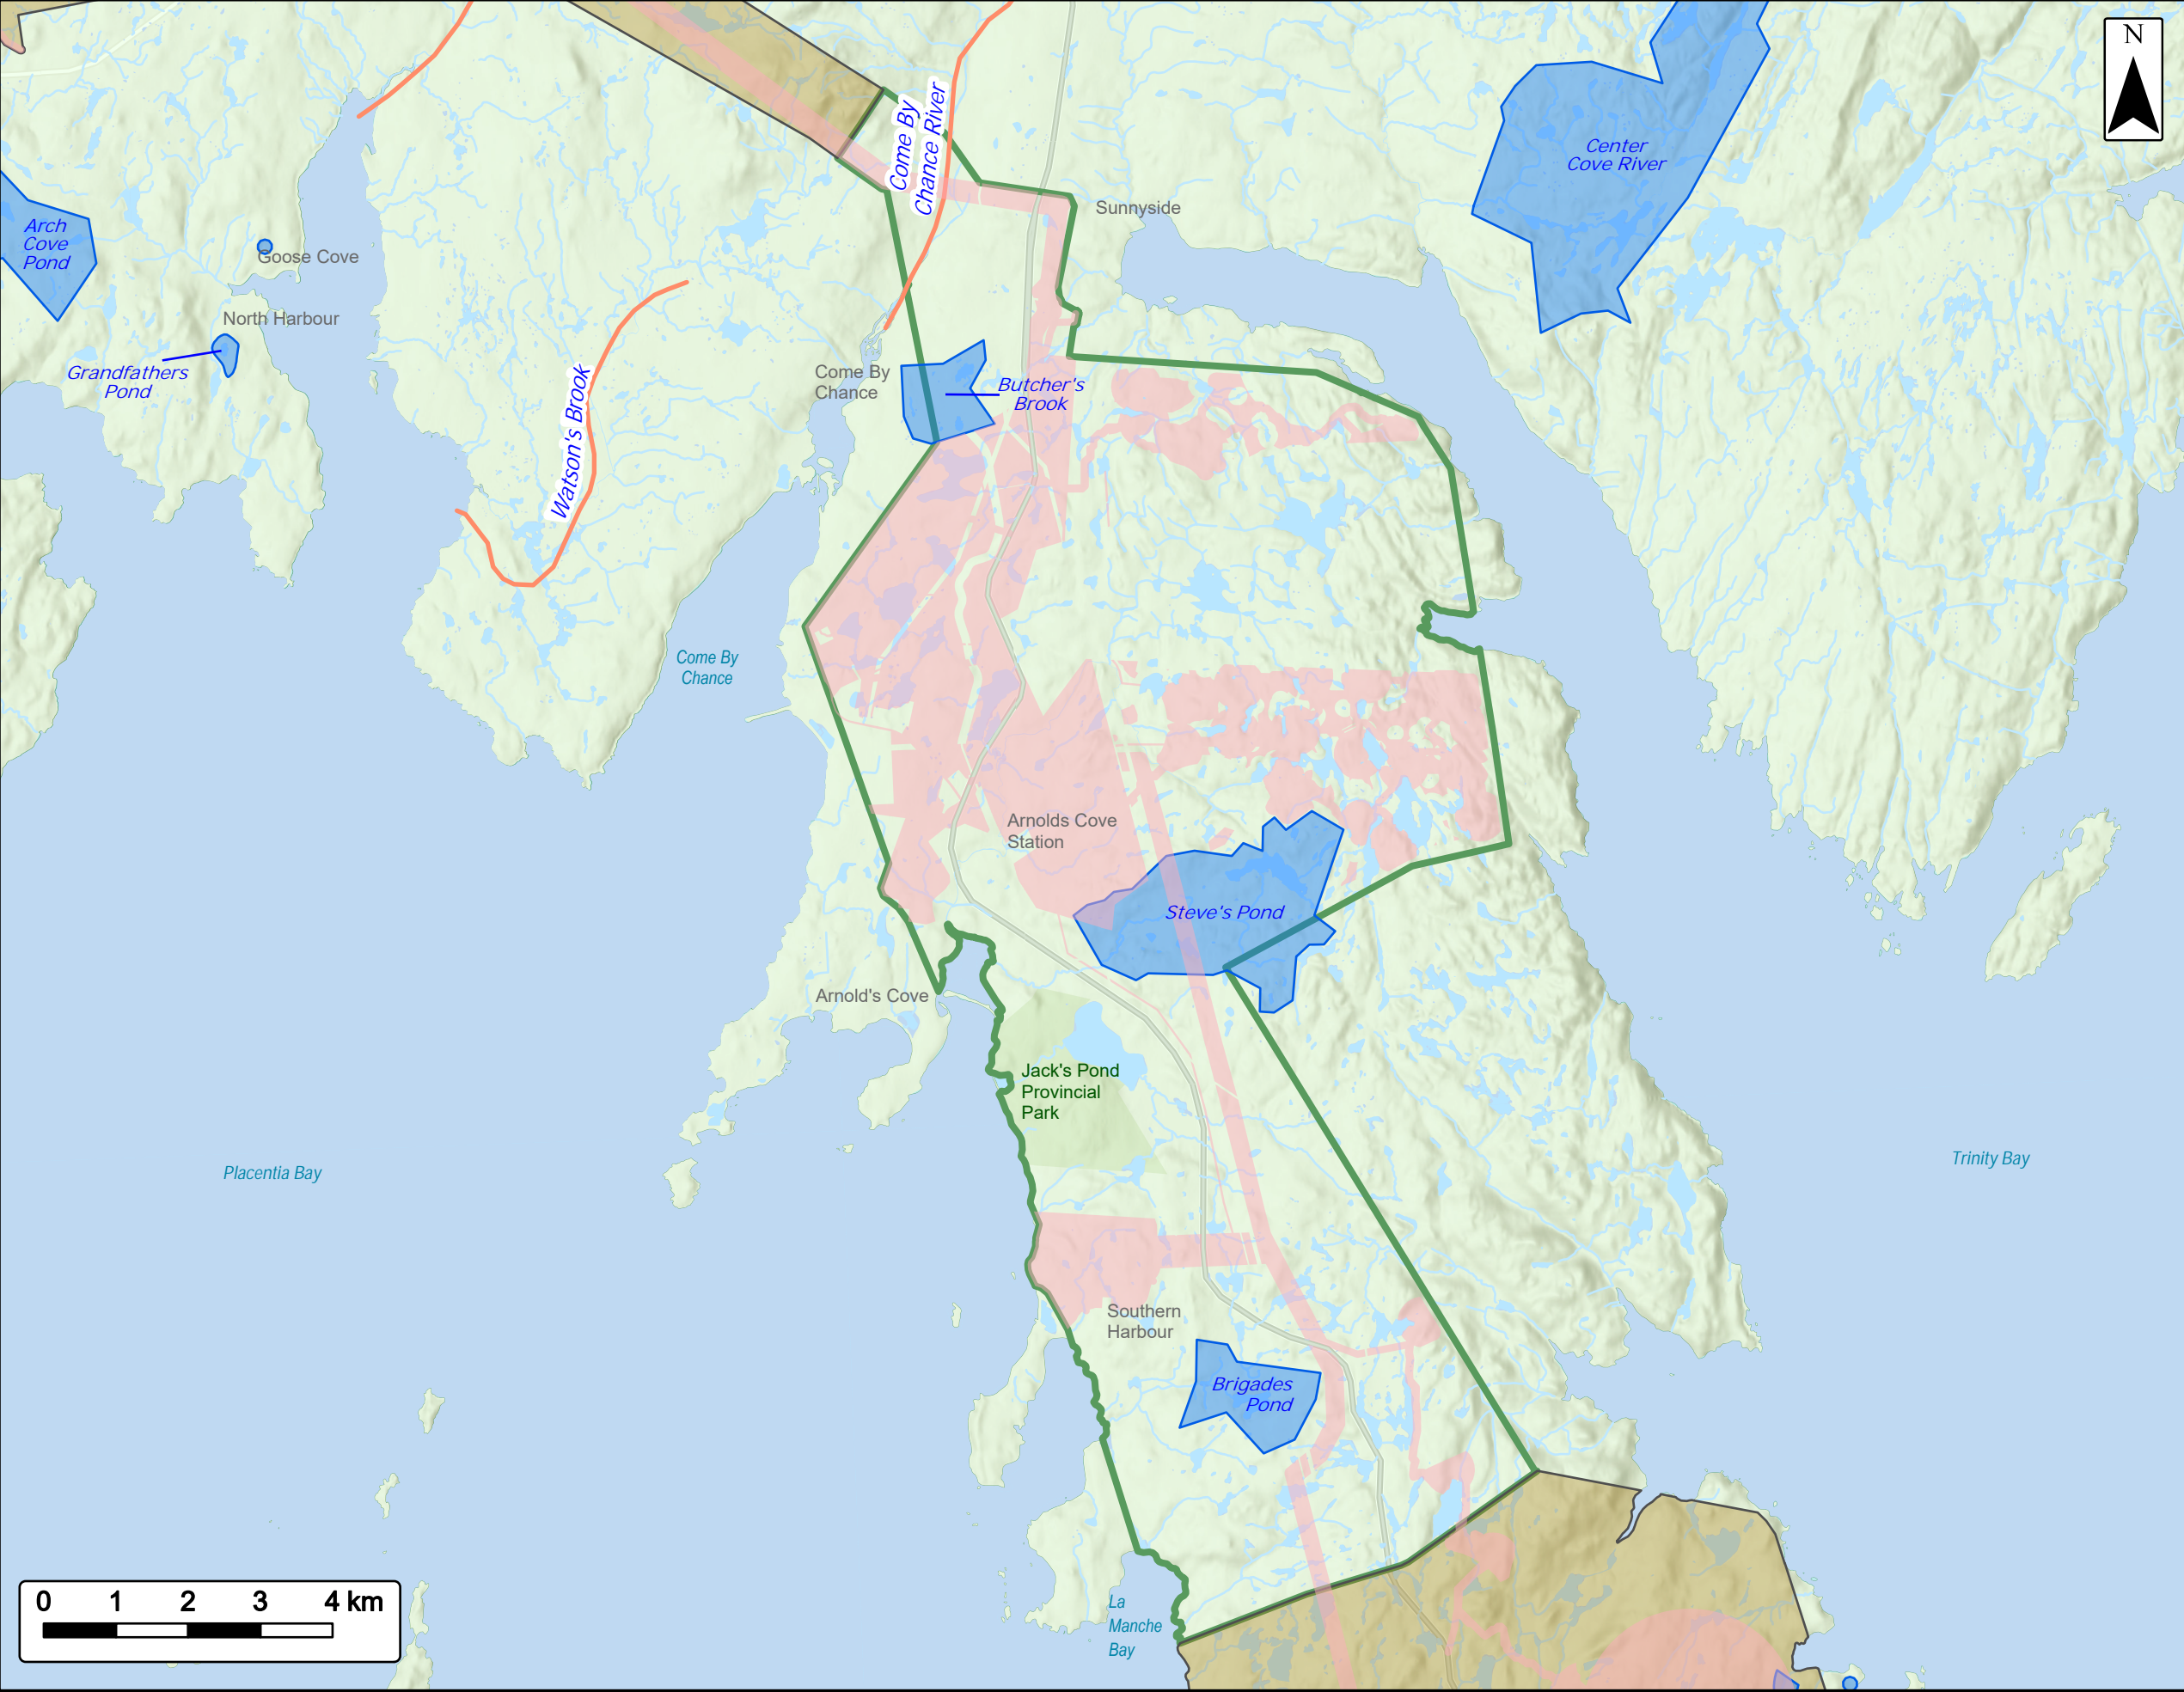 N
Come By
Chance River
Center
Cove River
Sunnyside
Arch
Cove
Pond
Goose Cove
North Harbour
Grandfathers
Pond
Watson's Brook
Come By
Chance
Butcher's
Brook
Come By
Chance
Arnolds Cove
Station
Steve's Pond
Arnold's Cove
Jack's Pond
Provincial
Park
Placentia Bay
Trinity Bay
Southern
Harbour
Brigades
Pond
La
Manche
Bay
0 1 2 3 4 km